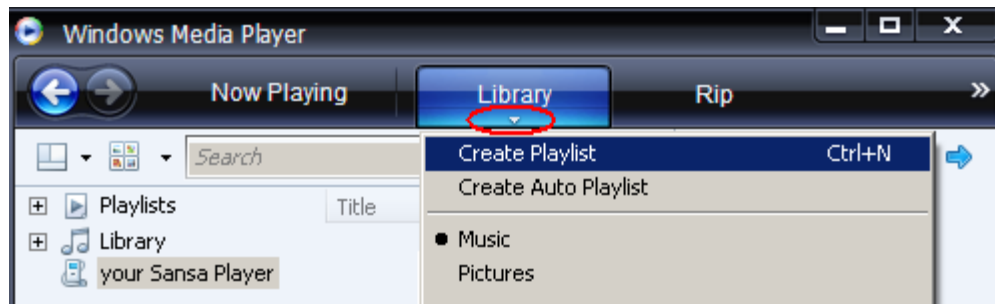 Windows Media Player
Now Playing Library Rip »
Search
Create Playlist Ctrl+N
Create Auto Playlist
Playlists Title
Library
Music
your Sansa Player
Pictures